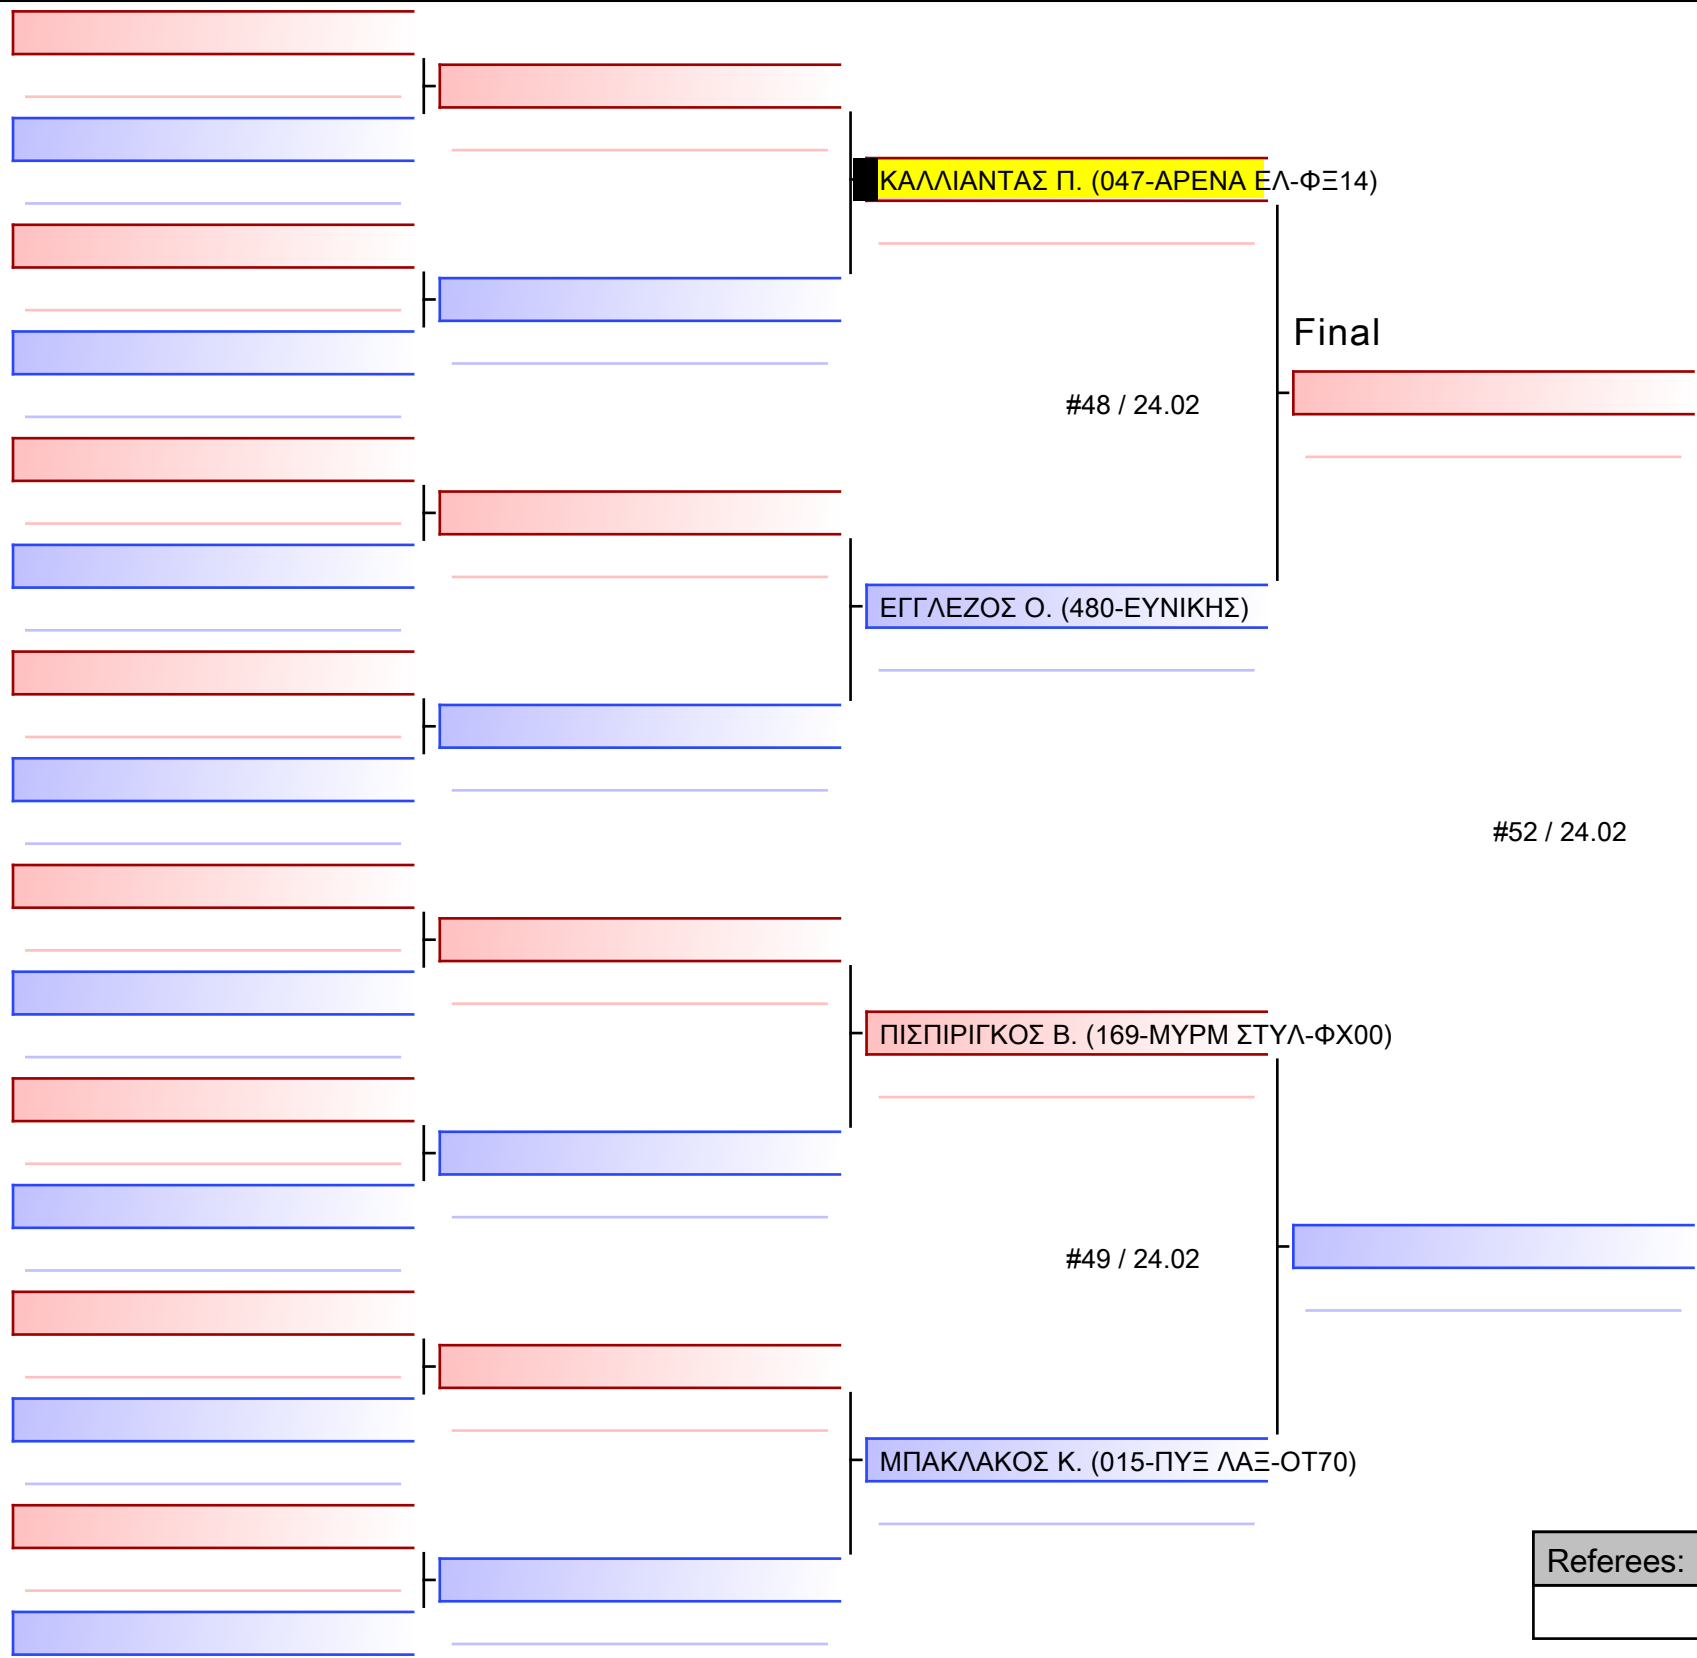 ΚΑΛΛΙΑΝΤΑΣ Π. (047-ΑΡΕΝΑ ΕΛ-ΦΞ14)
Final
#48 / 24.02
ΕΓΓΛΕΖΟΣ Ο. (480-ΕΥΝΙΚΗΣ)
#52 / 24.02
ΠΙΣΠΙΡΙΓΚΟΣ Β. (169-ΜΥΡΜ ΣΤΥΛ-ΦΧ00)
#49 / 24.02
ΜΠΑΚΛΑΚΟΣ Κ. (015-ΠΥΞ ΛΑΞ-ΟΤ70)
Referees: